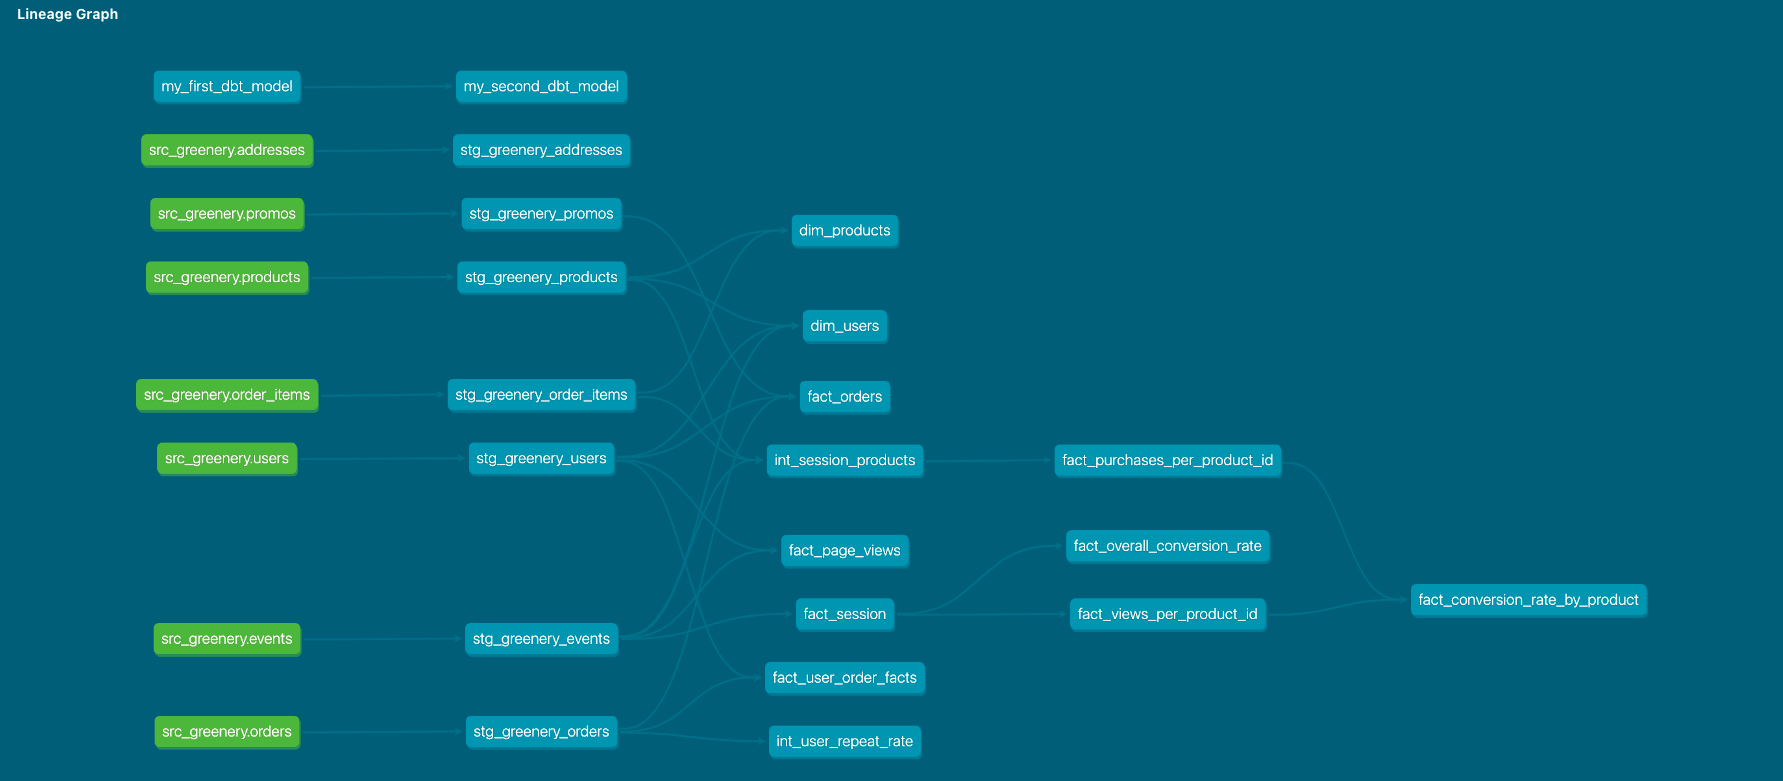 Lineage Graph
my_first_dbt_model
my_second_dbt_model
src_greenery.addresses
stg_greenery_addresses
src_greenery.promos
stg_greenery_promos
dim_products
src_greenery.products
stg_greenery_products
dim_users
src_greenery.order_items
stg_greenery_order_items
fact_orders
src_greenery.users
stg_greenery_users
int_session_products
fact_purchases_per_product_id
fact_page_views
fact_overall_conversion_rate
fact_session
fact_views_per_product_id
fact_conversion_rate_by_product
src_greenery.events
stg_greenery_events
fact_user_order_facts
src_greenery.orders
stg_greenery_orders
int_user_repeat_rate